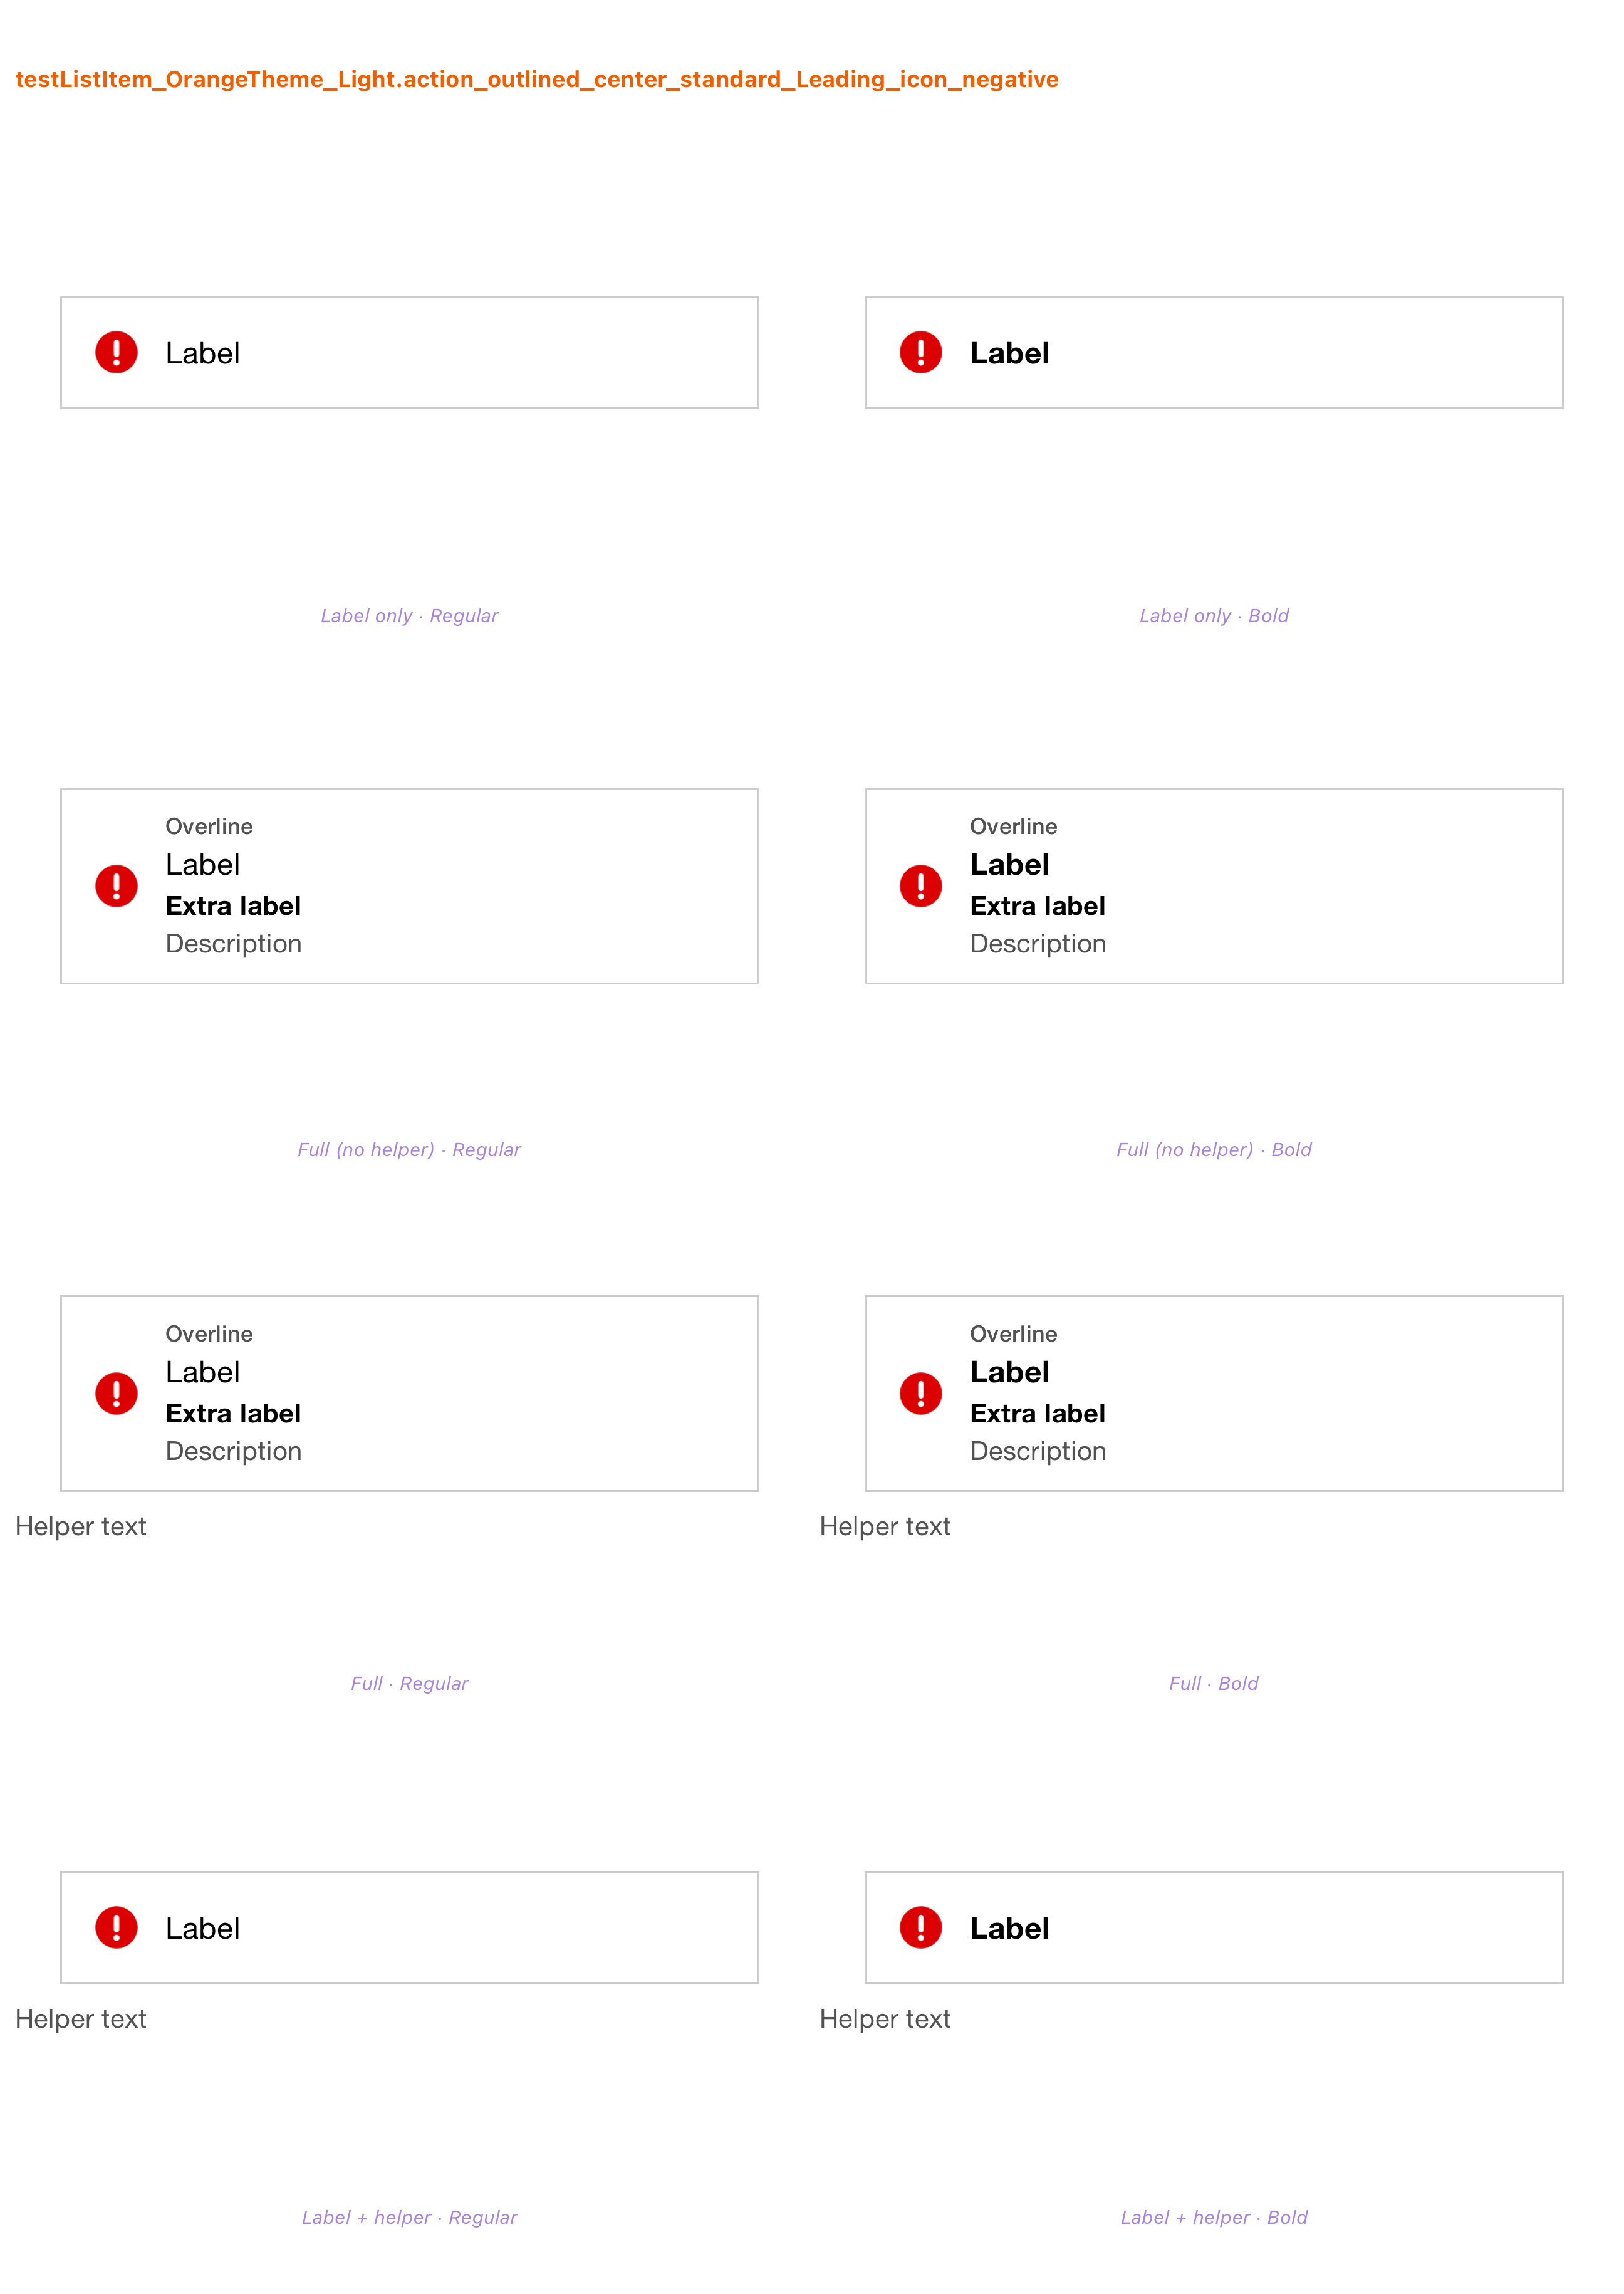 testListItem_OrangeTheme_Light.action_outlined_center_standard_Leading_icon_negative
Label
Label
Label only · Regular
Label only · Bold
Overline
Label
Extra label
Description
Overline
Label
Extra label
Description
Full (no helper) · Regular
Full (no helper) · Bold
Overline
Label
Extra label
Description
Helper text
Overline
Label
Extra label
Description
Helper text
Full · Regular
Full · Bold
Label
Helper text
Label
Helper text
Label + helper · Regular
Label + helper · Bold